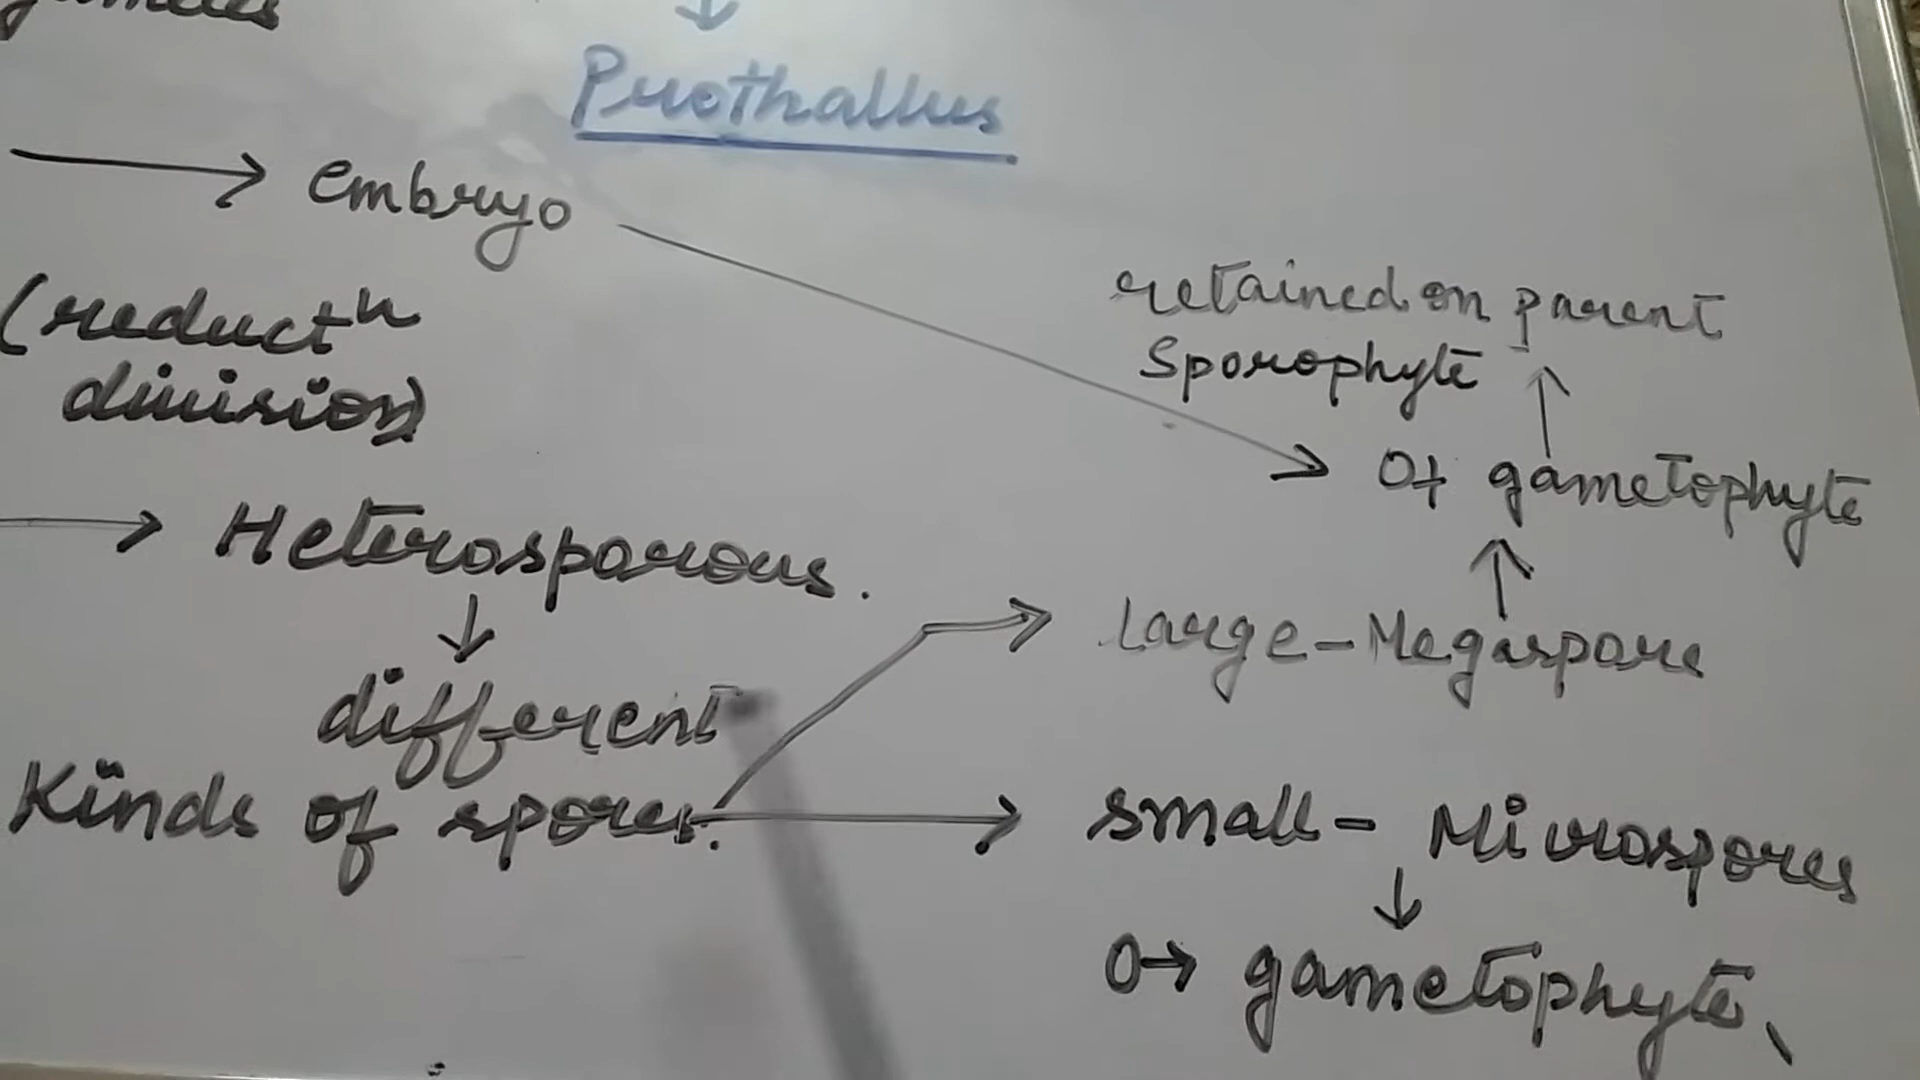 gametes
↓
Prothallus
→ embryo
(reductn
division)
retained on parent
Sporophyte
↑
→ O+ gametophyte
↑
→ Heterosporous.
↓
different
Kinds of spores.
→ large - Megaspore
→ small - Microspores
↓
O→ gametophyte